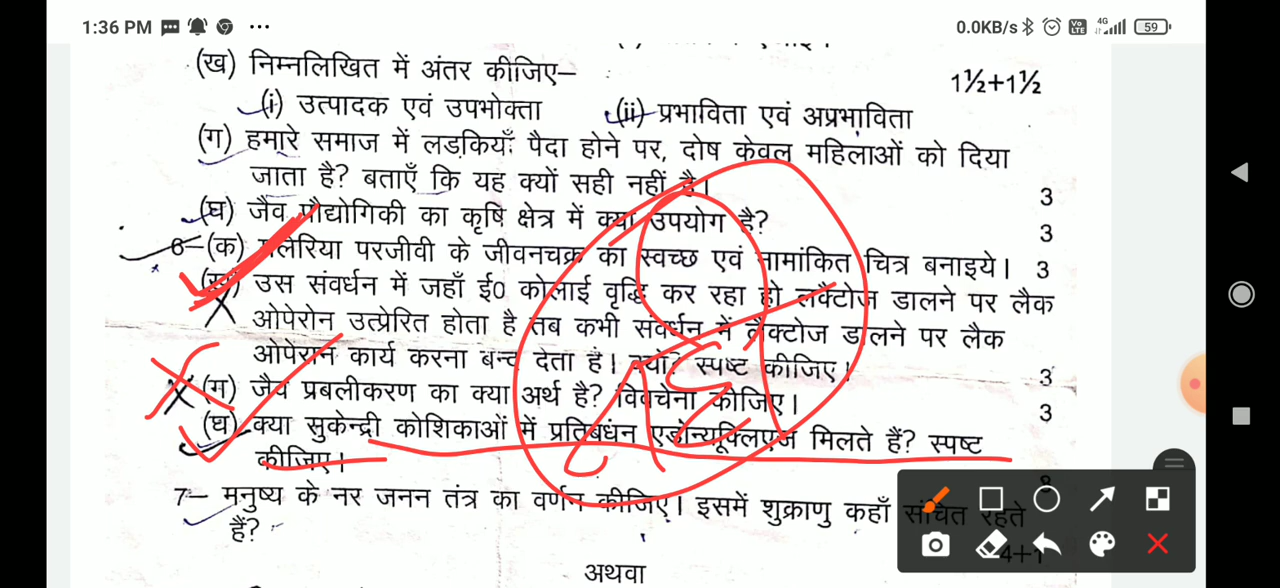 1:36 PM
0.0KB/s 4G 59
(ख) निम्नलिखित में अंतर कीजिए– 1½+1½
(i) उत्पादक एवं उपभोक्ता (ii) प्रभाविता एवं अप्रभाविता
(ग) हमारे समाज में लड़कियाँ पैदा होने पर, दोष केवल महिलाओं को दिया
जाता है? बताएँ कि यह क्यों सही नहीं है। 3
(घ) जैव प्रौद्योगिकी का कृषि क्षेत्र में क्या उपयोग है? 3
6–(क) मलेरिया परजीवी के जीवनचक्र का स्वच्छ एवं नामांकित चित्र बनाइये। 3
(ख) उस संवर्धन में जहाँ ई0 कोलाई वृद्धि कर रहा हो लैक्टोज डालने पर लैक
ओपेरोन उत्प्रेरित होता है तब कभी संवर्धन में लैक्टोज डालने पर लैक
ओपेरोन कार्य करना बन्द देता है। क्यों? स्पष्ट कीजिए। 3
(ग) जैव प्रबलीकरण का क्या अर्थ है? विवचेना कीजिए। 3
(घ) क्या सुकेन्द्री कोशिकाओं में प्रतिबंधन एंडोन्यूक्लिएज मिलते हैं? स्पष्ट
कीजिए।
7– मनुष्य के नर जनन तंत्र का वर्णन कीजिए। इसमें शुक्राणु कहाँ संचित रहते
हैं? 4+1
अथवा